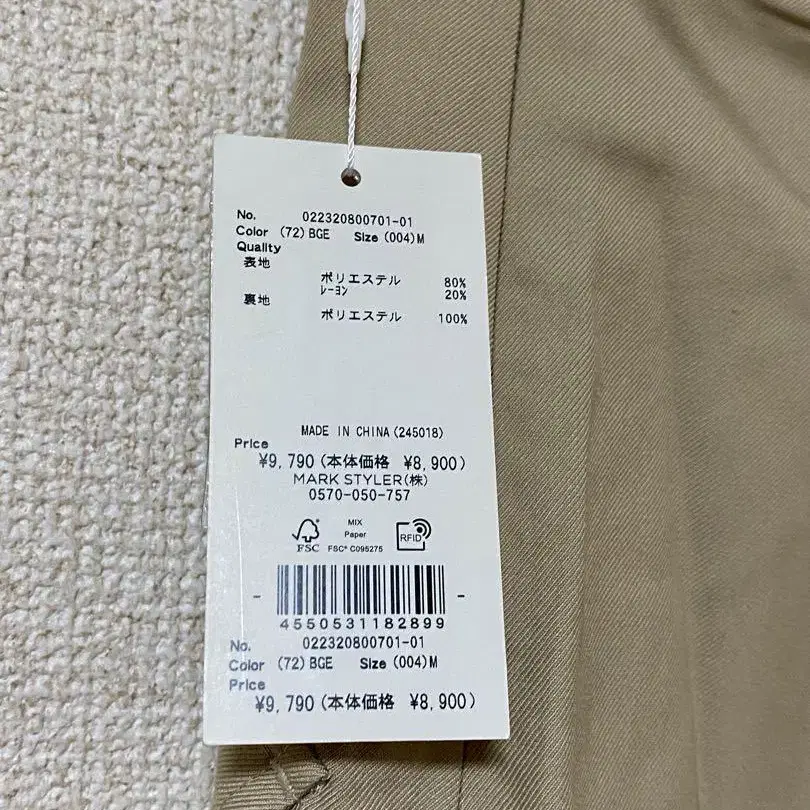 No. 022320800701-01
Color (72)BGE Size (004)M
Quality
表地
ポリエステル 80%
レーヨン 20%
裏地
ポリエステル 100%
MADE IN CHINA(245018)
Price
¥9,790(本体価格 ¥8,900)
MARK STYLER(株)
0570-050-757
FSC
MIX
Paper
FSC® C095275
RFID
4550531182899
No. 022320800701-01
Color (72)BGE Size (004)M
Price
¥9,790(本体価格 ¥8,900)